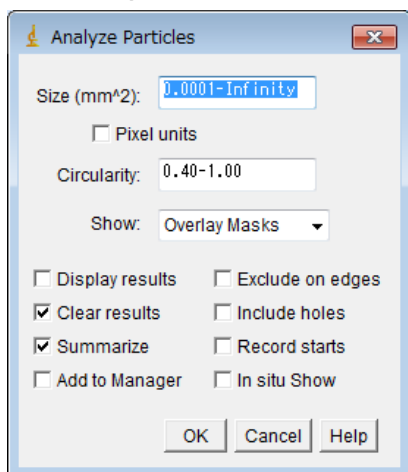 Analyze Particles
Size (mm^2): 0.0001-Infinity
Pixel units
Circularity: 0.40-1.00
Show: Overlay Masks
Display results Exclude on edges
Clear results Include holes
Summarize Record starts
Add to Manager In situ Show
OK Cancel Help